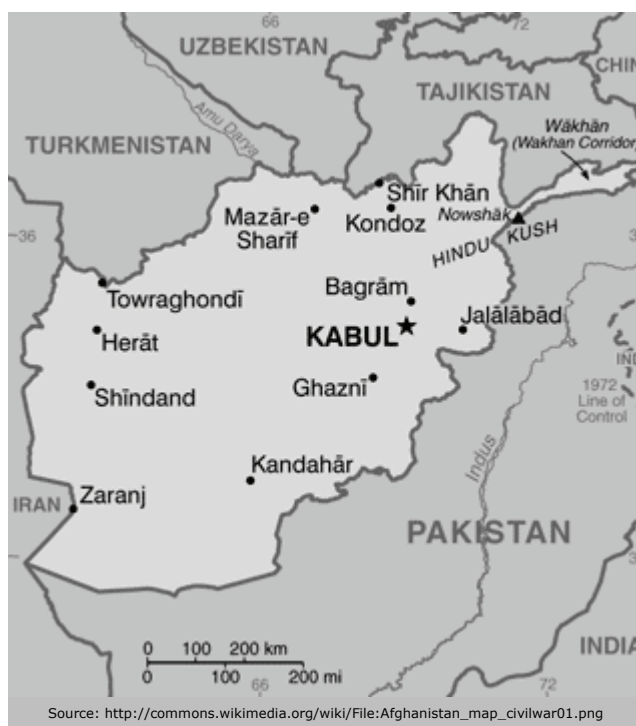 66
72
UZBEKISTAN
CHIN
TAJIKISTAN
Amu Darya
TURKMENISTAN
Wākhān
(Wakhan Corridor)
Shīr Khān
Mazār-e
Sharīf
Kondoz
Nowshāk
36
HINDU KUSH
Bagrām
Towraghondī
Jalālābād
KABUL
Herāt
IND
Ghaznī
1972
Line of
Control
Shīndand
Indus
Kandahār
IRAN
Zaranj
PAKISTAN
INDIA
0 100 200 km
0 100 200 mi
66
72
Source: http://commons.wikimedia.org/wiki/File:Afghanistan_map_civilwar01.png